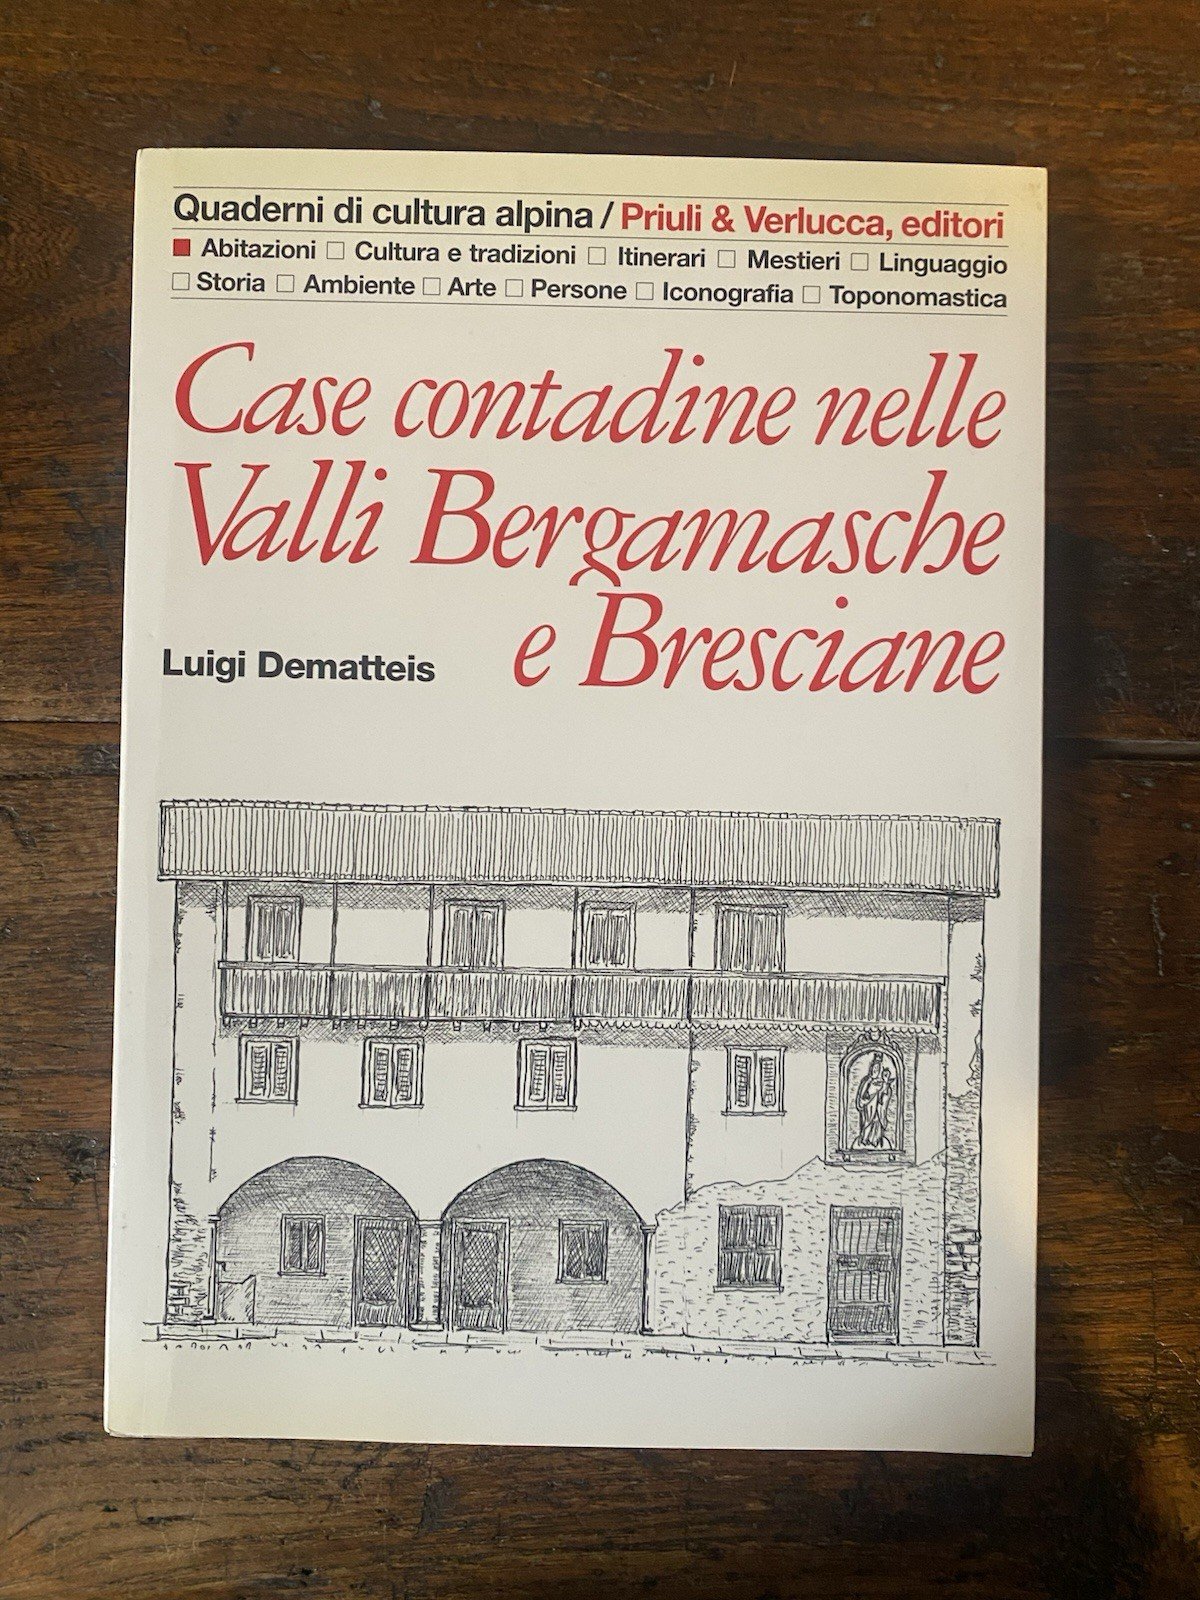 Quaderni di cultura alpina / Priuli & Verlucca, editori
■ Abitazioni □ Cultura e tradizioni □ Itinerari □ Mestieri □ Linguaggio
□ Storia □ Ambiente □ Arte □ Persone □ Iconografia □ Toponomastica
Case contadine nelle
Valli Bergamasche
e Bresciane
Luigi Dematteis